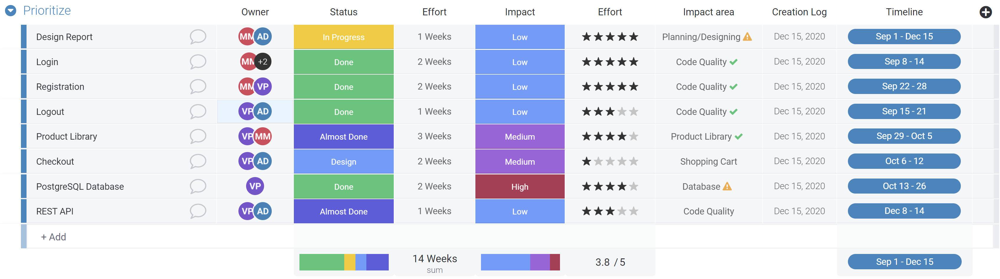 Prioritize Owner Status Effort Impact Effort Impact area Creation Log Timeline
Design Report MM AD In Progress 1 Weeks Low Planning/Designing Dec 15, 2020 Sep 1 - Dec 15
Login MM +2 Done 2 Weeks Low Code Quality Dec 15, 2020 Sep 8 - 14
Registration MM VP Done 2 Weeks Low Code Quality Dec 15, 2020 Sep 22 - 28
Logout VP AD Done 1 Weeks Low Code Quality Dec 15, 2020 Sep 15 - 21
Product Library VP MM Almost Done 3 Weeks Medium Product Library Dec 15, 2020 Sep 29 - Oct 5
Checkout VP AD Design 2 Weeks Medium Shopping Cart Dec 15, 2020 Oct 6 - 12
PostgreSQL Database VP Done 2 Weeks High Database Dec 15, 2020 Oct 13 - 26
REST API VP AD Almost Done 1 Weeks Low Code Quality Dec 15, 2020 Dec 8 - 14
+ Add
14 Weeks 3.8 / 5 Sep 1 - Dec 15
sum